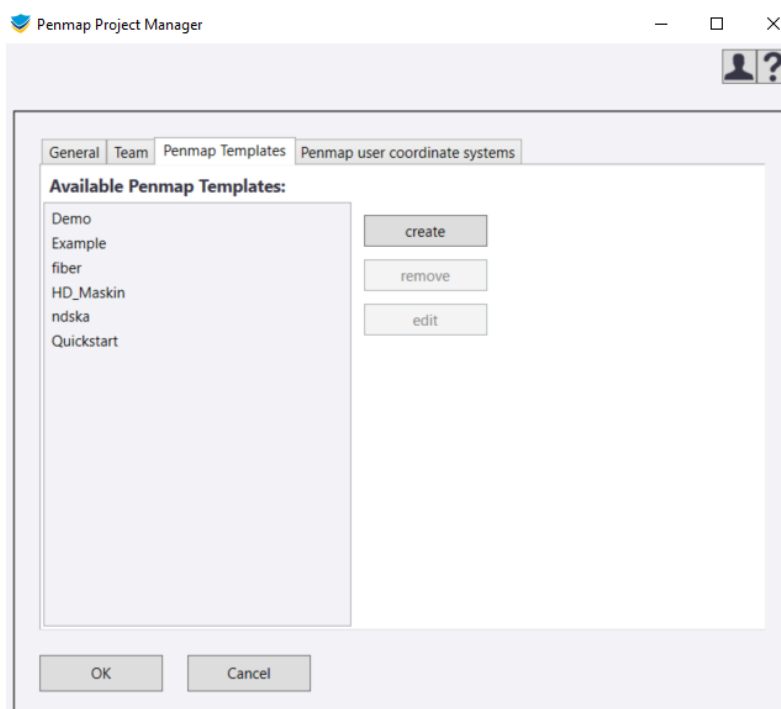 Penmap Project Manager
?
General Team Penmap Templates Penmap user coordinate systems
Available Penmap Templates:
Demo
Example
fiber
HD_Maskin
ndska
Quickstart
create
remove
edit
OK Cancel